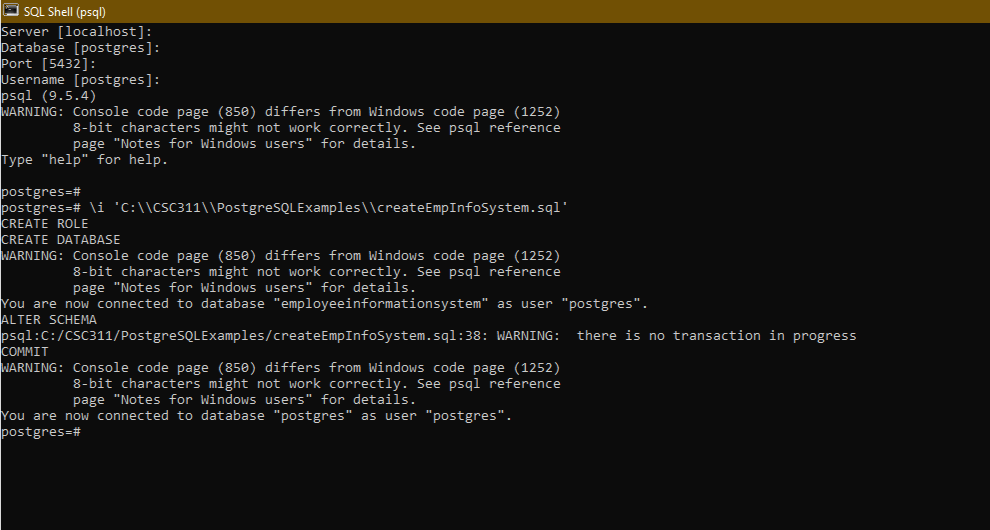 SQL Shell (psql)
Server [localhost]:
Database [postgres]:
Port [5432]:
Username [postgres]:
psql (9.5.4)
WARNING: Console code page (850) differs from Windows code page (1252)
         8-bit characters might not work correctly. See psql reference
         page "Notes for Windows users" for details.
Type "help" for help.

postgres=#
postgres=# \i 'C:\\CSC311\\PostgreSQLExamples\\createEmpInfoSystem.sql'
CREATE ROLE
CREATE DATABASE
WARNING: Console code page (850) differs from Windows code page (1252)
         8-bit characters might not work correctly. See psql reference
         page "Notes for Windows users" for details.
You are now connected to database "employeeinformationsystem" as user "postgres".
ALTER SCHEMA
psql:C:/CSC311/PostgreSQLExamples/createEmpInfoSystem.sql:38: WARNING:  there is no transaction in progress
COMMIT
WARNING: Console code page (850) differs from Windows code page (1252)
         8-bit characters might not work correctly. See psql reference
         page "Notes for Windows users" for details.
You are now connected to database "postgres" as user "postgres".
postgres=#